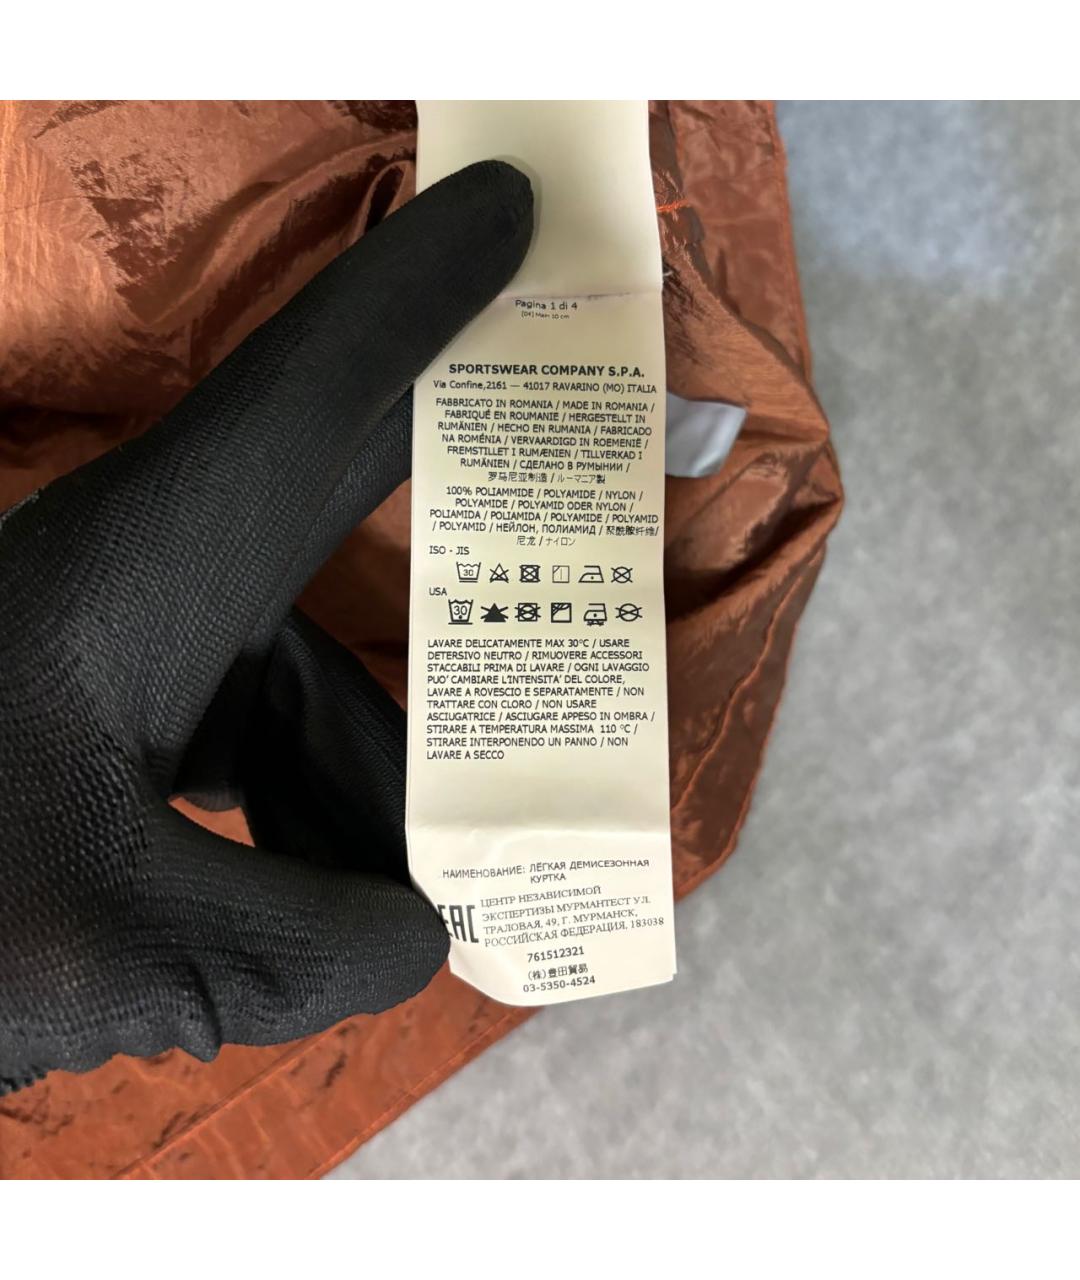 Pagina 1 di 4
[04] Main 10 cm
SPORTSWEAR COMPANY S.P.A.
Via Confine,2161 — 41017 RAVARINO (MO) ITALIA
FABBRICATO IN ROMANIA / MADE IN ROMANIA /
FABRIQUÉ EN ROUMANIE / HERGESTELLT IN
RUMÄNIEN / HECHO EN RUMANIA / FABRICADO
NA ROMÉNIA / VERVAARDIGD IN ROEMENIË /
FREMSTILLET I RUMÆNIEN / TILLVERKAD I
RUMÄNIEN / СДЕЛАНО В РУМЫНИИ /
罗马尼亚制造 / ルーマニア製
100% POLIAMMIDE / POLYAMIDE / NYLON /
POLYAMIDE / POLYAMID ODER NYLON /
POLIAMIDA / POLIAMIDA / POLYAMIDE / POLYAMID
/ POLYAMID / НЕЙЛОН, ПОЛИАМИД / 聚酰胺纤维/
尼龙 / ナイロン
ISO - JIS
30
USA
30
LAVARE DELICATAMENTE MAX 30°C / USARE
DETERSIVO NEUTRO / RIMUOVERE ACCESSORI
STACCABILI PRIMA DI LAVARE / OGNI LAVAGGIO
PUO' CAMBIARE L'INTENSITA' DEL COLORE,
LAVARE A ROVESCIO E SEPARATAMENTE / NON
TRATTARE CON CLORO / NON USARE
ASCIUGATRICE / ASCIUGARE APPESO IN OMBRA /
STIRARE A TEMPERATURA MASSIMA 110 °C /
STIRARE INTERPONENDO UN PANNO / NON
LAVARE A SECCO
НАИМЕНОВАНИЕ: ЛЁГКАЯ ДЕМИСЕЗОННАЯ
КУРТКА
EAC
ЦЕНТР НЕЗАВИСИМОЙ
ЭКСПЕРТИЗЫ МУРМАНТЕСТ УЛ.
ТРАЛОВАЯ, 49, Г. МУРМАНСК,
РОССИЙСКАЯ ФЕДЕРАЦИЯ, 183038
761512321
(株)豊田貿易
03-5350-4524